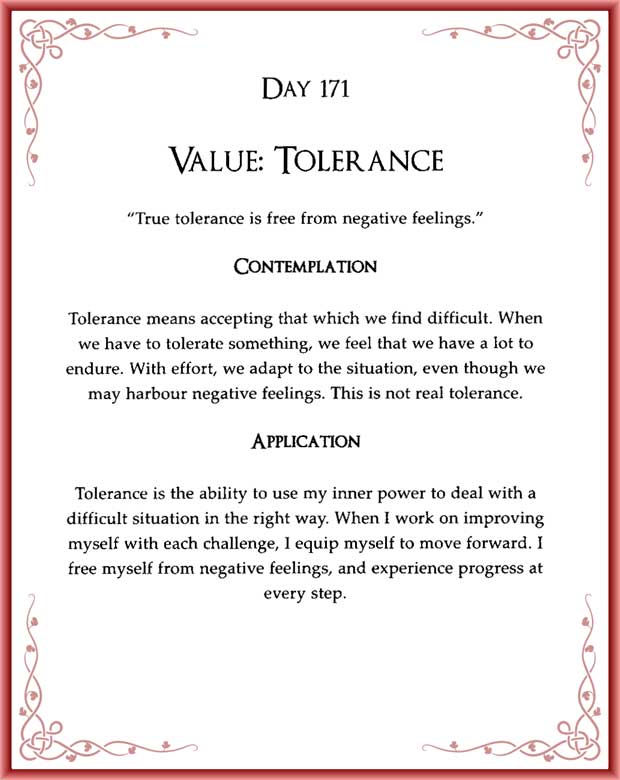 Day 171
Value: Tolerance
“True tolerance is free from negative feelings.”
Contemplation
Tolerance means accepting that which we find difficult. When
we have to tolerate something, we feel that we have a lot to
endure. With effort, we adapt to the situation, even though we
may harbour negative feelings. This is not real tolerance.
Application
Tolerance is the ability to use my inner power to deal with a
difficult situation in the right way. When I work on improving
myself with each challenge, I equip myself to move forward. I
free myself from negative feelings, and experience progress at
every step.